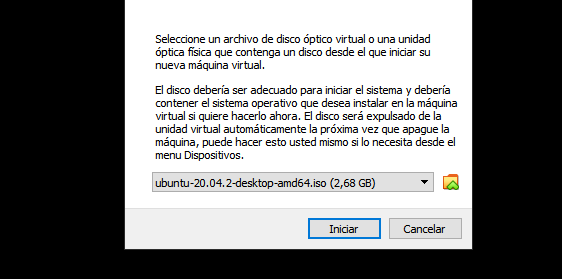 Seleccione un archivo de disco óptico virtual o una unidad
óptica física que contenga un disco desde el que iniciar su
nueva máquina virtual.
El disco debería ser adecuado para iniciar el sistema y debería
contener el sistema operativo que desea instalar en la máquina
virtual si quiere hacerlo ahora. El disco será expulsado de la
unidad virtual automáticamente la próxima vez que apague la
máquina, puede hacer esto usted mismo si lo necesita desde el
menu Dispositivos.
ubuntu-20.04.2-desktop-amd64.iso (2,68 GB)
Iniciar
Cancelar